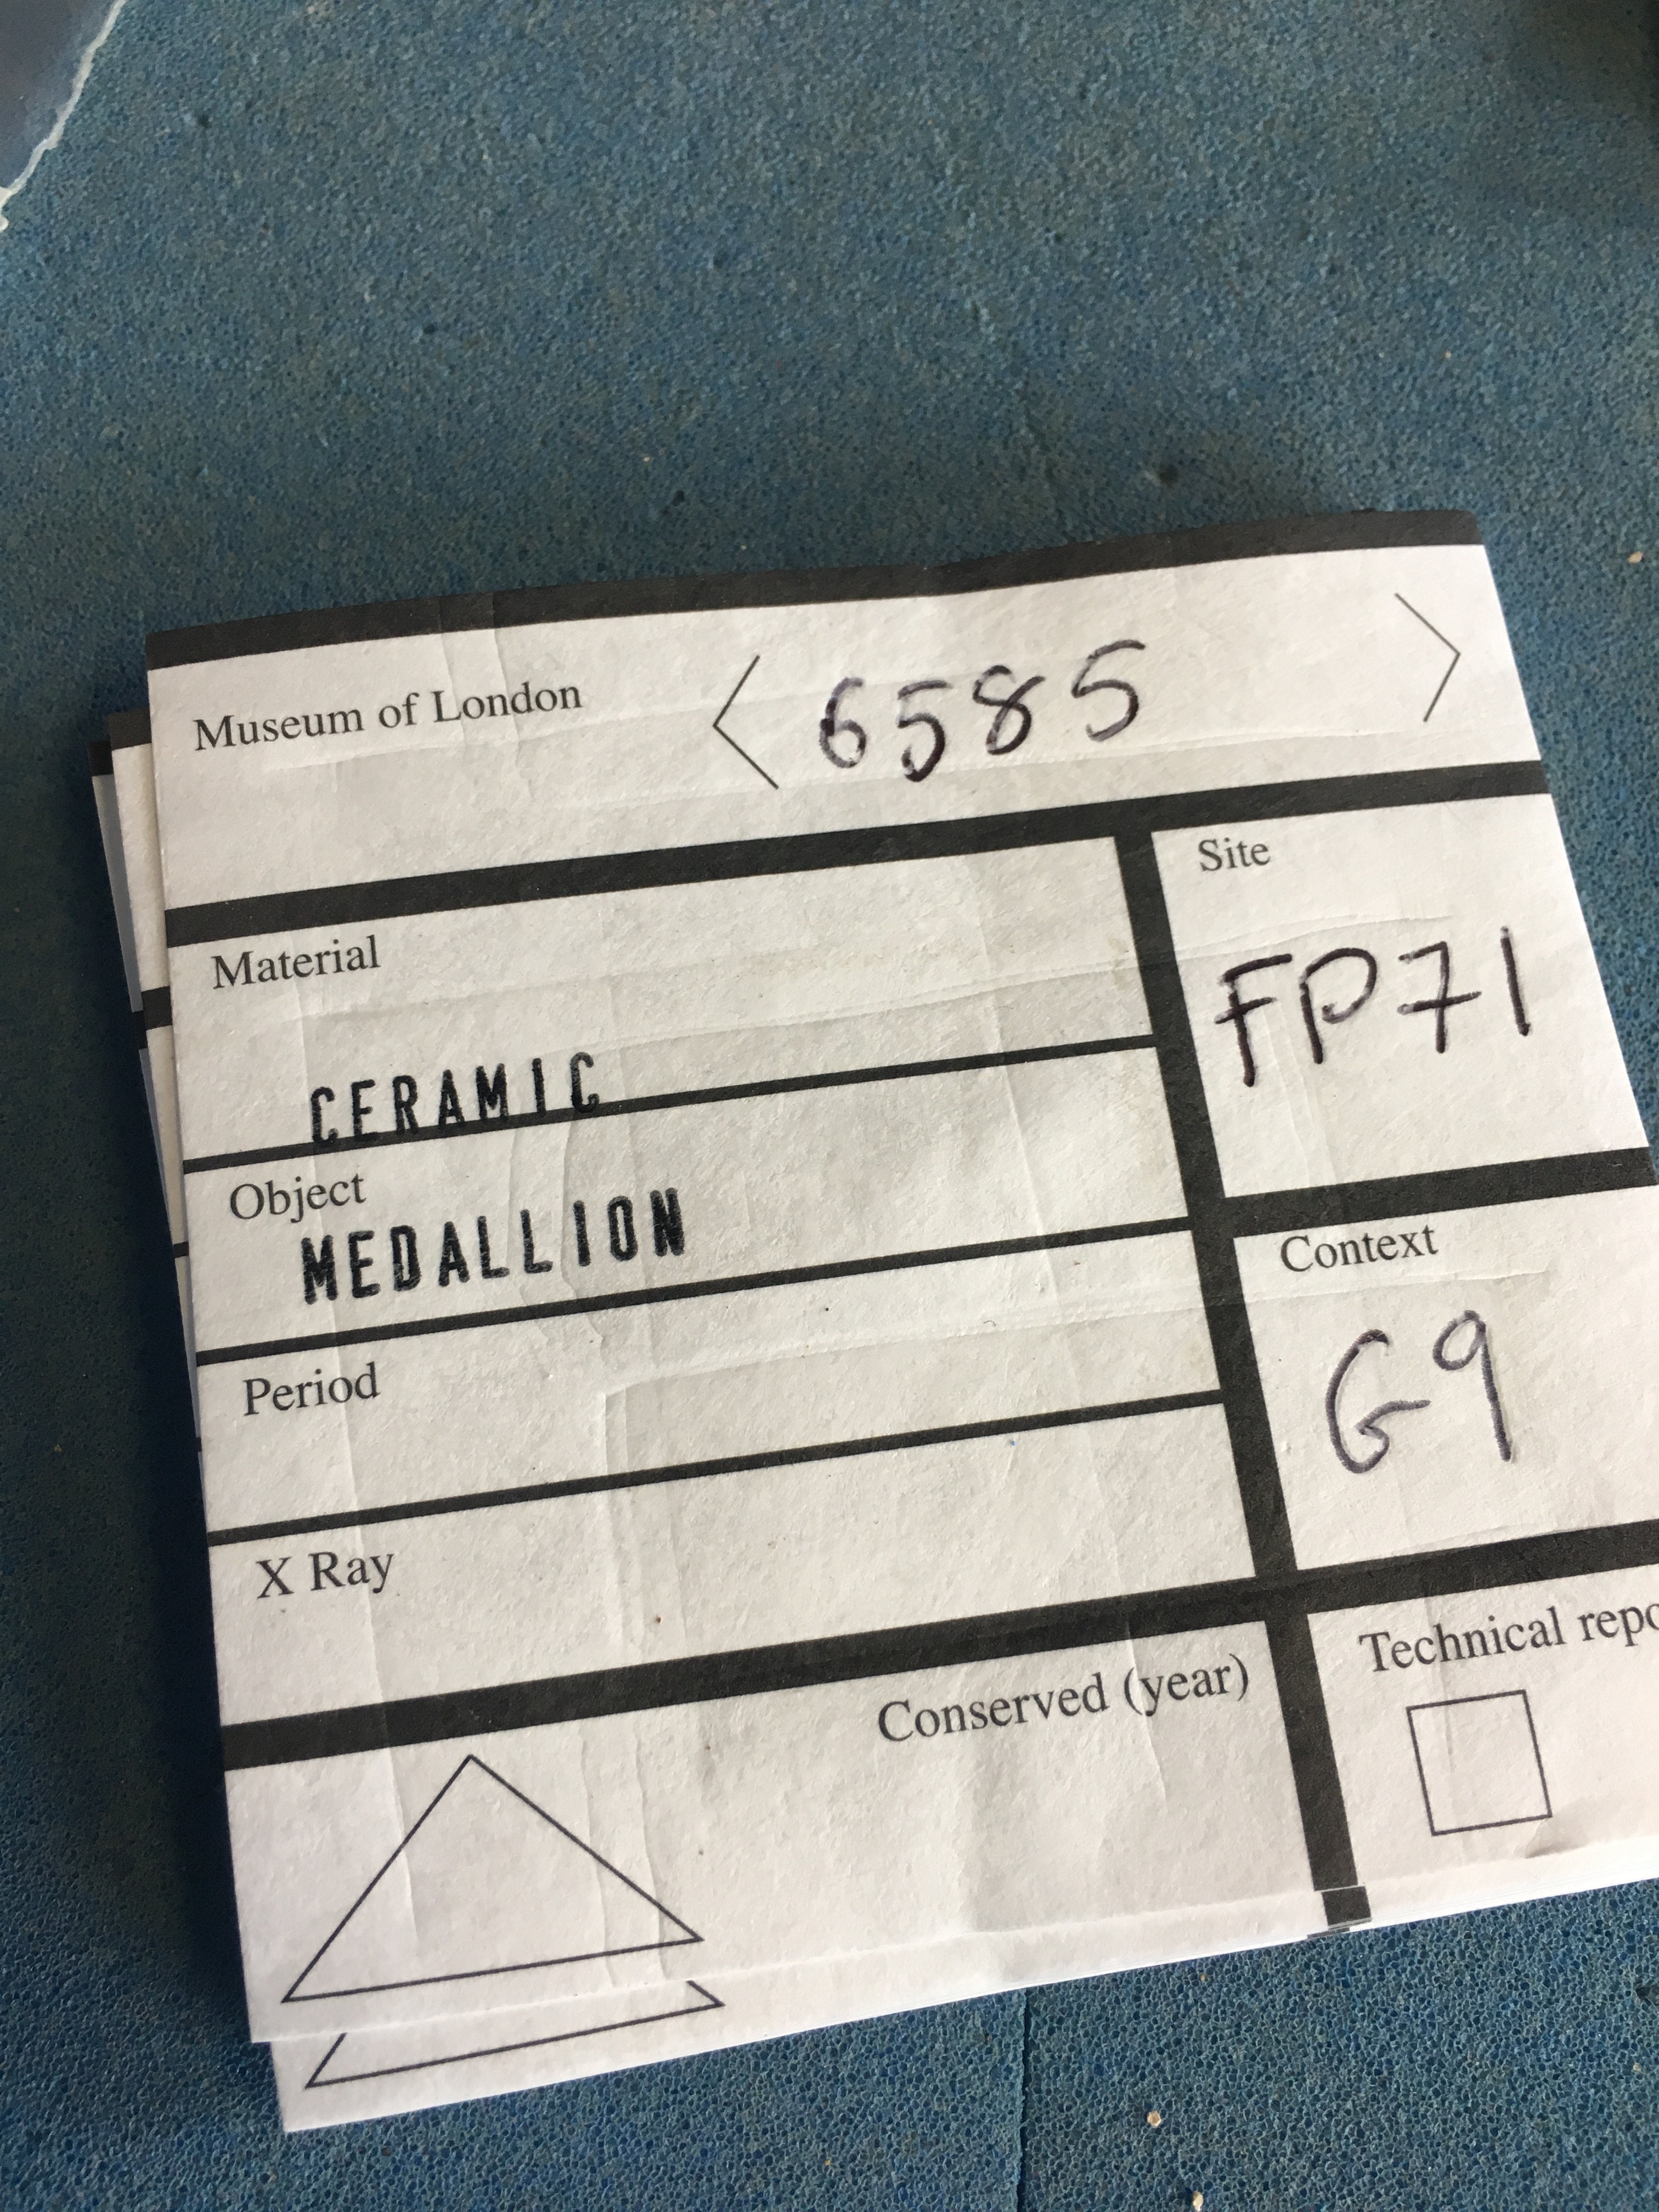 Museum of London < 6585 >
Material
CERAMIC
Object
MEDALLION
Period
X Ray
Site
FP71
Context
G9
Conserved (year)
Technical repo